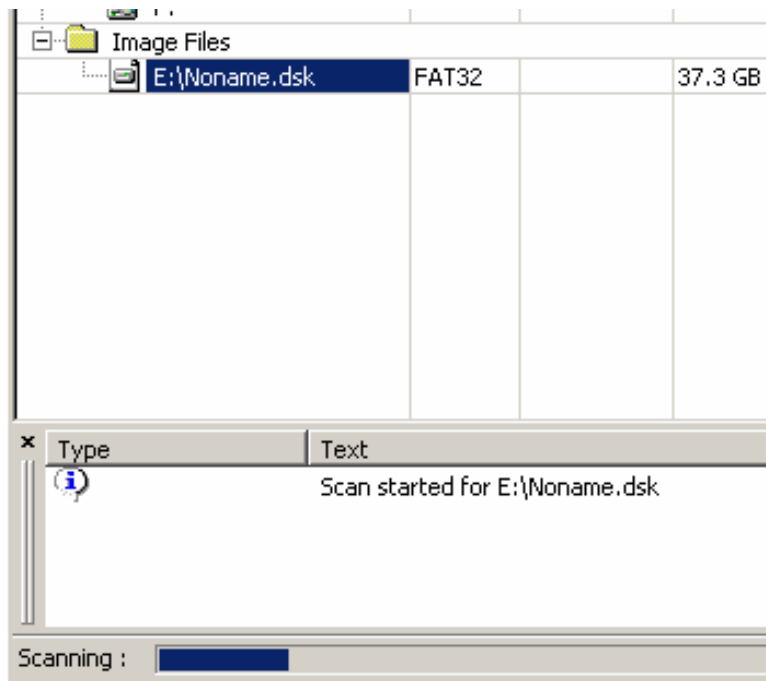 Image Files
E:\Noname.dsk FAT32 37.3 GB
Type Text
Scan started for E:\Noname.dsk
Scanning :